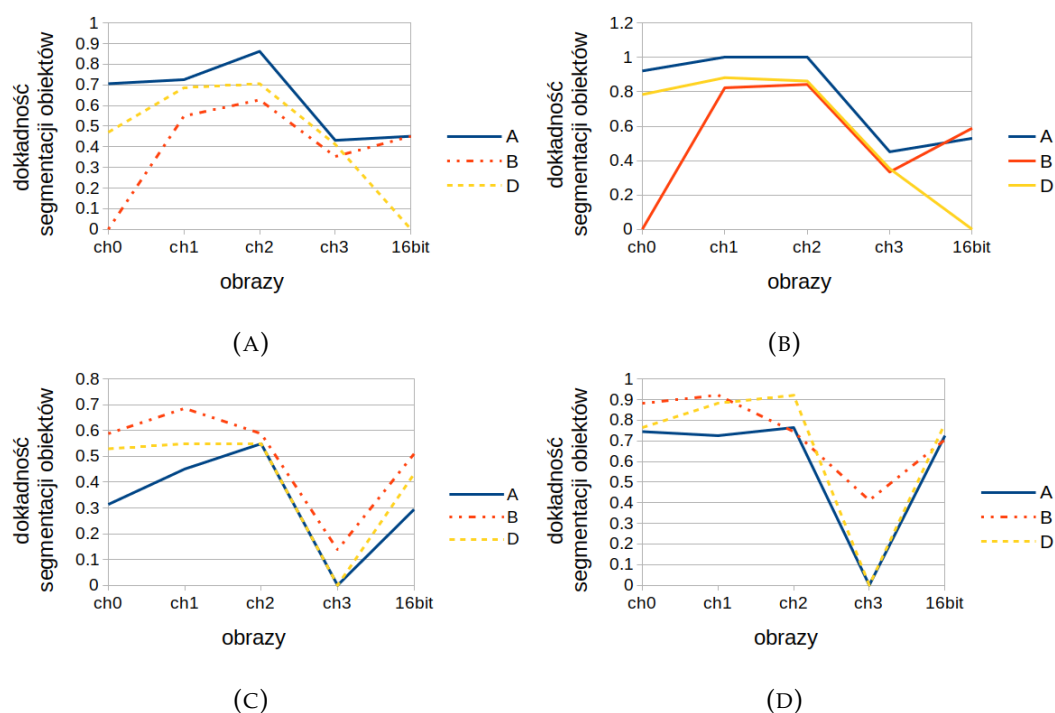 dokładność
segmentacji obiektów
1
0.9
0.8
0.7
0.6
0.5
0.4
0.3
0.2
0.1
0
ch0 ch1 ch2 ch3 16bit
obrazy
A
B
D
(A)
dokładność
segmentacji obiektów
1.2
1
0.8
0.6
0.4
0.2
0
ch0 ch1 ch2 ch3 16bit
obrazy
A
B
D
(B)
dokładność
segmentacji obiektów
0.8
0.7
0.6
0.5
0.4
0.3
0.2
0.1
0
ch0 ch1 ch2 ch3 16bit
obrazy
A
B
D
(C)
dokładność
segmentacji obiektów
1
0.9
0.8
0.7
0.6
0.5
0.4
0.3
0.2
0.1
0
ch0 ch1 ch2 ch3 16bit
obrazy
A
B
D
(D)